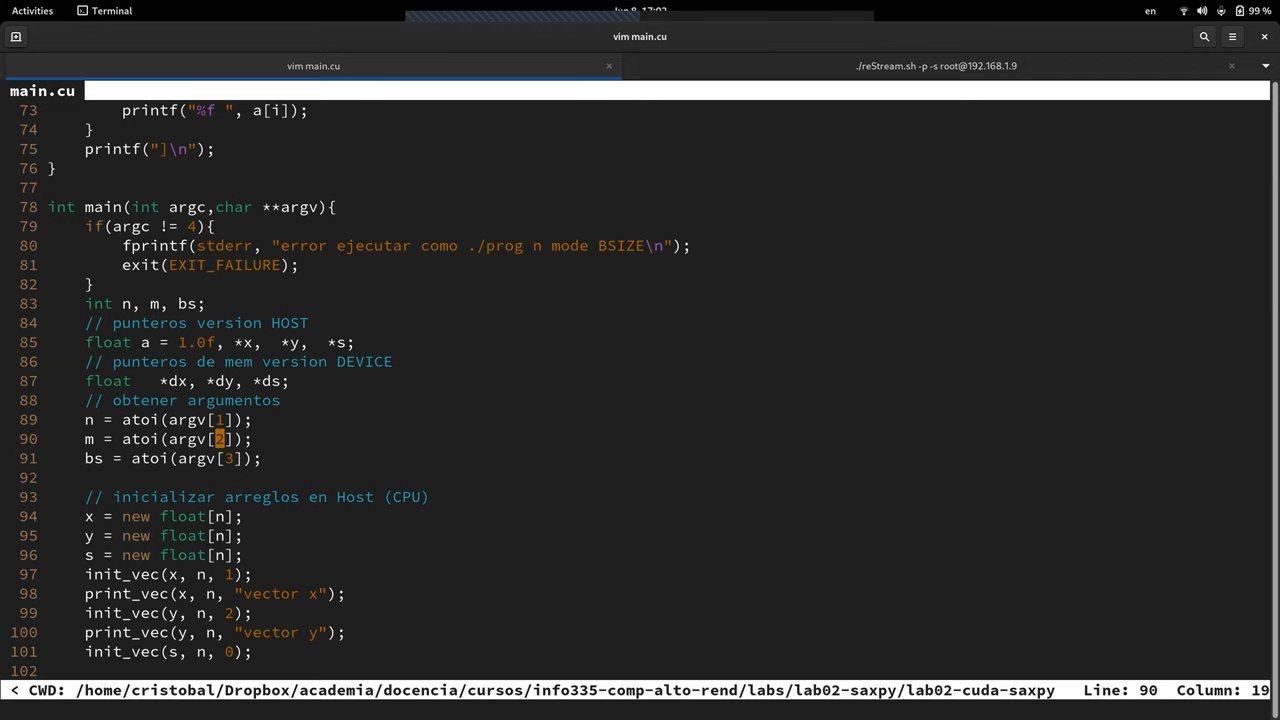 Activities Terminal en 99 %
vim main.cu
vim main.cu × ./reStream.sh -p -s root@192.168.1.9 ×
main.cu
73         printf("%f ", a[i]);
74     }
75     printf("]\n");
76 }
77
78 int main(int argc,char **argv){
79     if(argc != 4){
80         fprintf(stderr, "error ejecutar como ./prog n mode BSIZE\n");
81         exit(EXIT_FAILURE);
82     }
83     int n, m, bs;
84     // punteros version HOST
85     float a = 1.0f, *x,  *y,  *s;
86     // punteros de mem version DEVICE
87     float   *dx, *dy, *ds;
88     // obtener argumentos
89     n = atoi(argv[1]);
90     m = atoi(argv[2]);
91     bs = atoi(argv[3]);
92
93     // inicializar arreglos en Host (CPU)
94     x = new float[n];
95     y = new float[n];
96     s = new float[n];
97     init_vec(x, n, 1);
98     print_vec(x, n, "vector x");
99     init_vec(y, n, 2);
100     print_vec(y, n, "vector y");
101     init_vec(s, n, 0);
102
< CWD: /home/cristobal/Dropbox/academia/docencia/cursos/info335-comp-alto-rend/labs/lab02-saxpy/lab02-cuda-saxpy   Line: 90  Column: 19